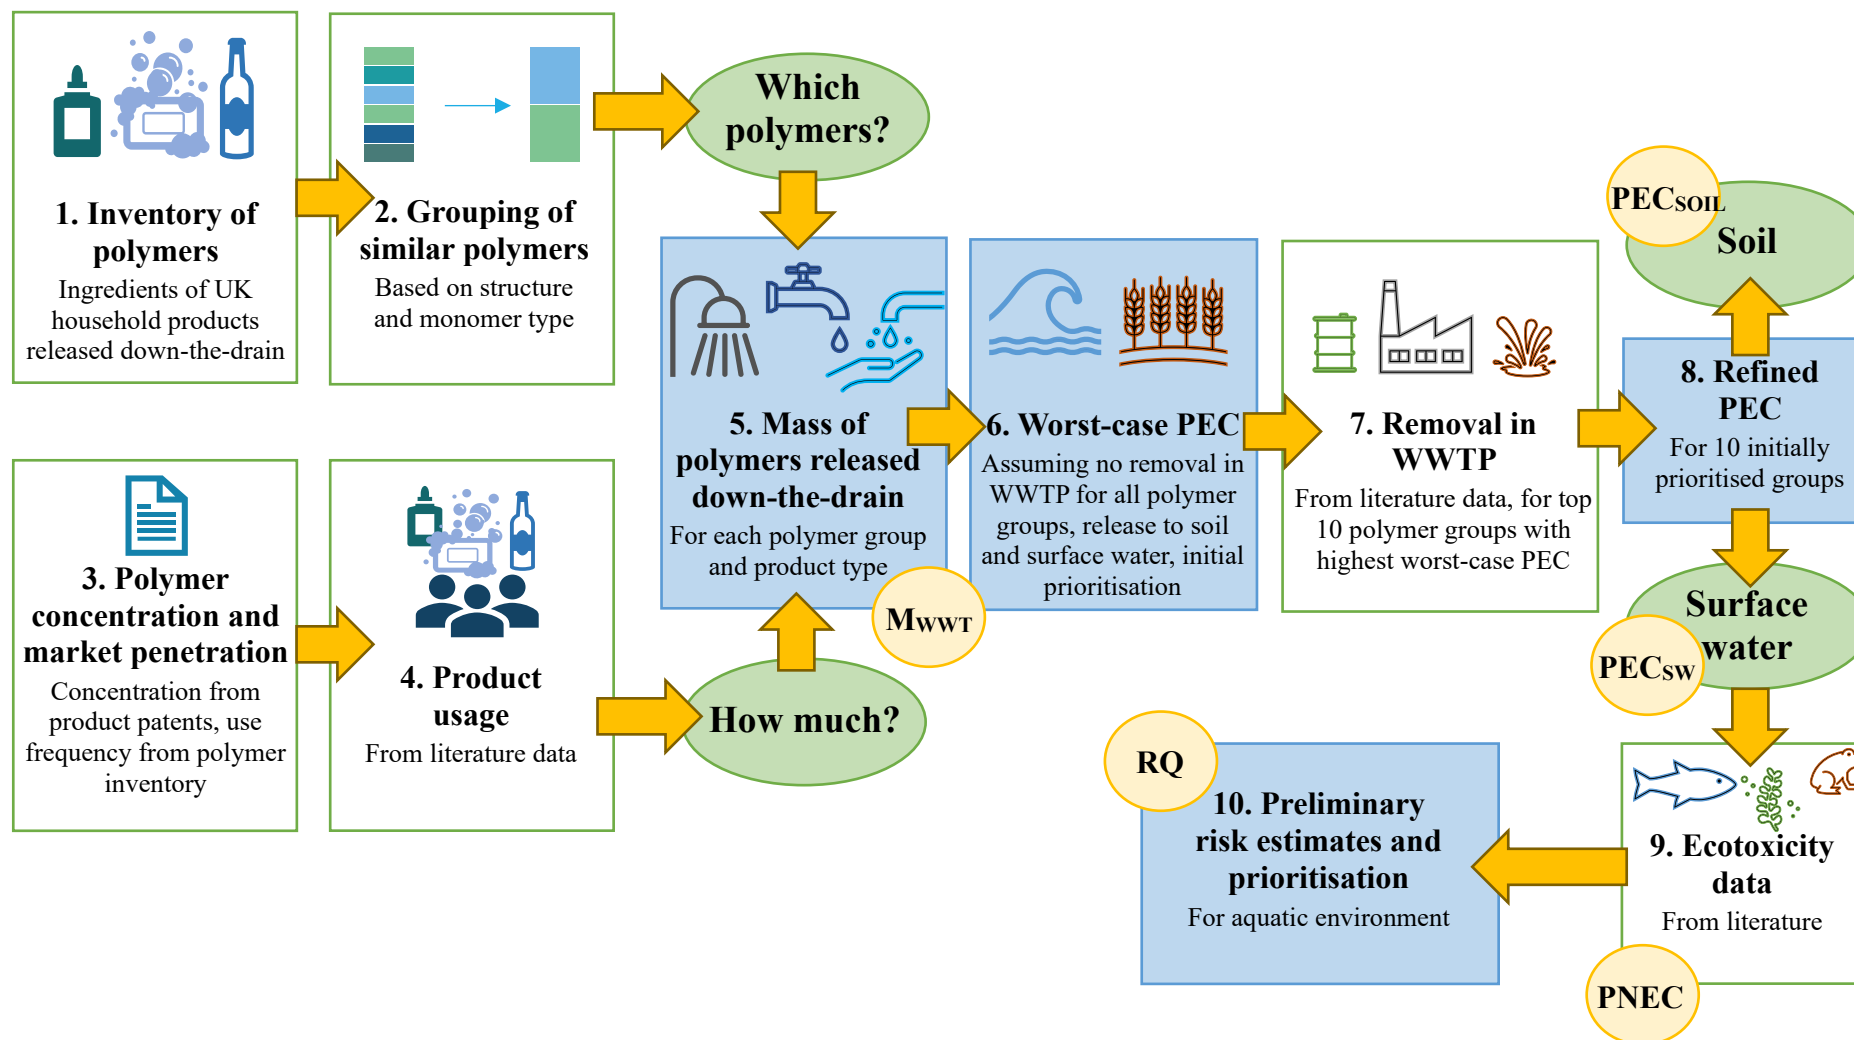 1. Inventory of
polymers
Ingredients of UK
household products
released down-the-drain
2. Grouping of
similar polymers
Based on structure
and monomer type
Which
polymers?
3. Polymer
concentration and
market penetration
Concentration from
product patents, use
frequency from polymer
inventory
4. Product
usage
From literature data
How much?
5. Mass of
polymers released
down-the-drain
For each polymer group
and product type
MWWT
6. Worst-case PEC
Assuming no removal in
WWTP for all polymer
groups, release to soil
and surface water, initial
prioritisation
7. Removal in
WWTP
From literature data, for top
10 polymer groups with
highest worst-case PEC
8. Refined
PEC
For 10 initially
prioritised groups
PECSOIL
Soil
Surface
water
PECSW
9. Ecotoxicity
data
From literature
PNEC
RQ
10. Preliminary
risk estimates and
prioritisation
For aquatic environment